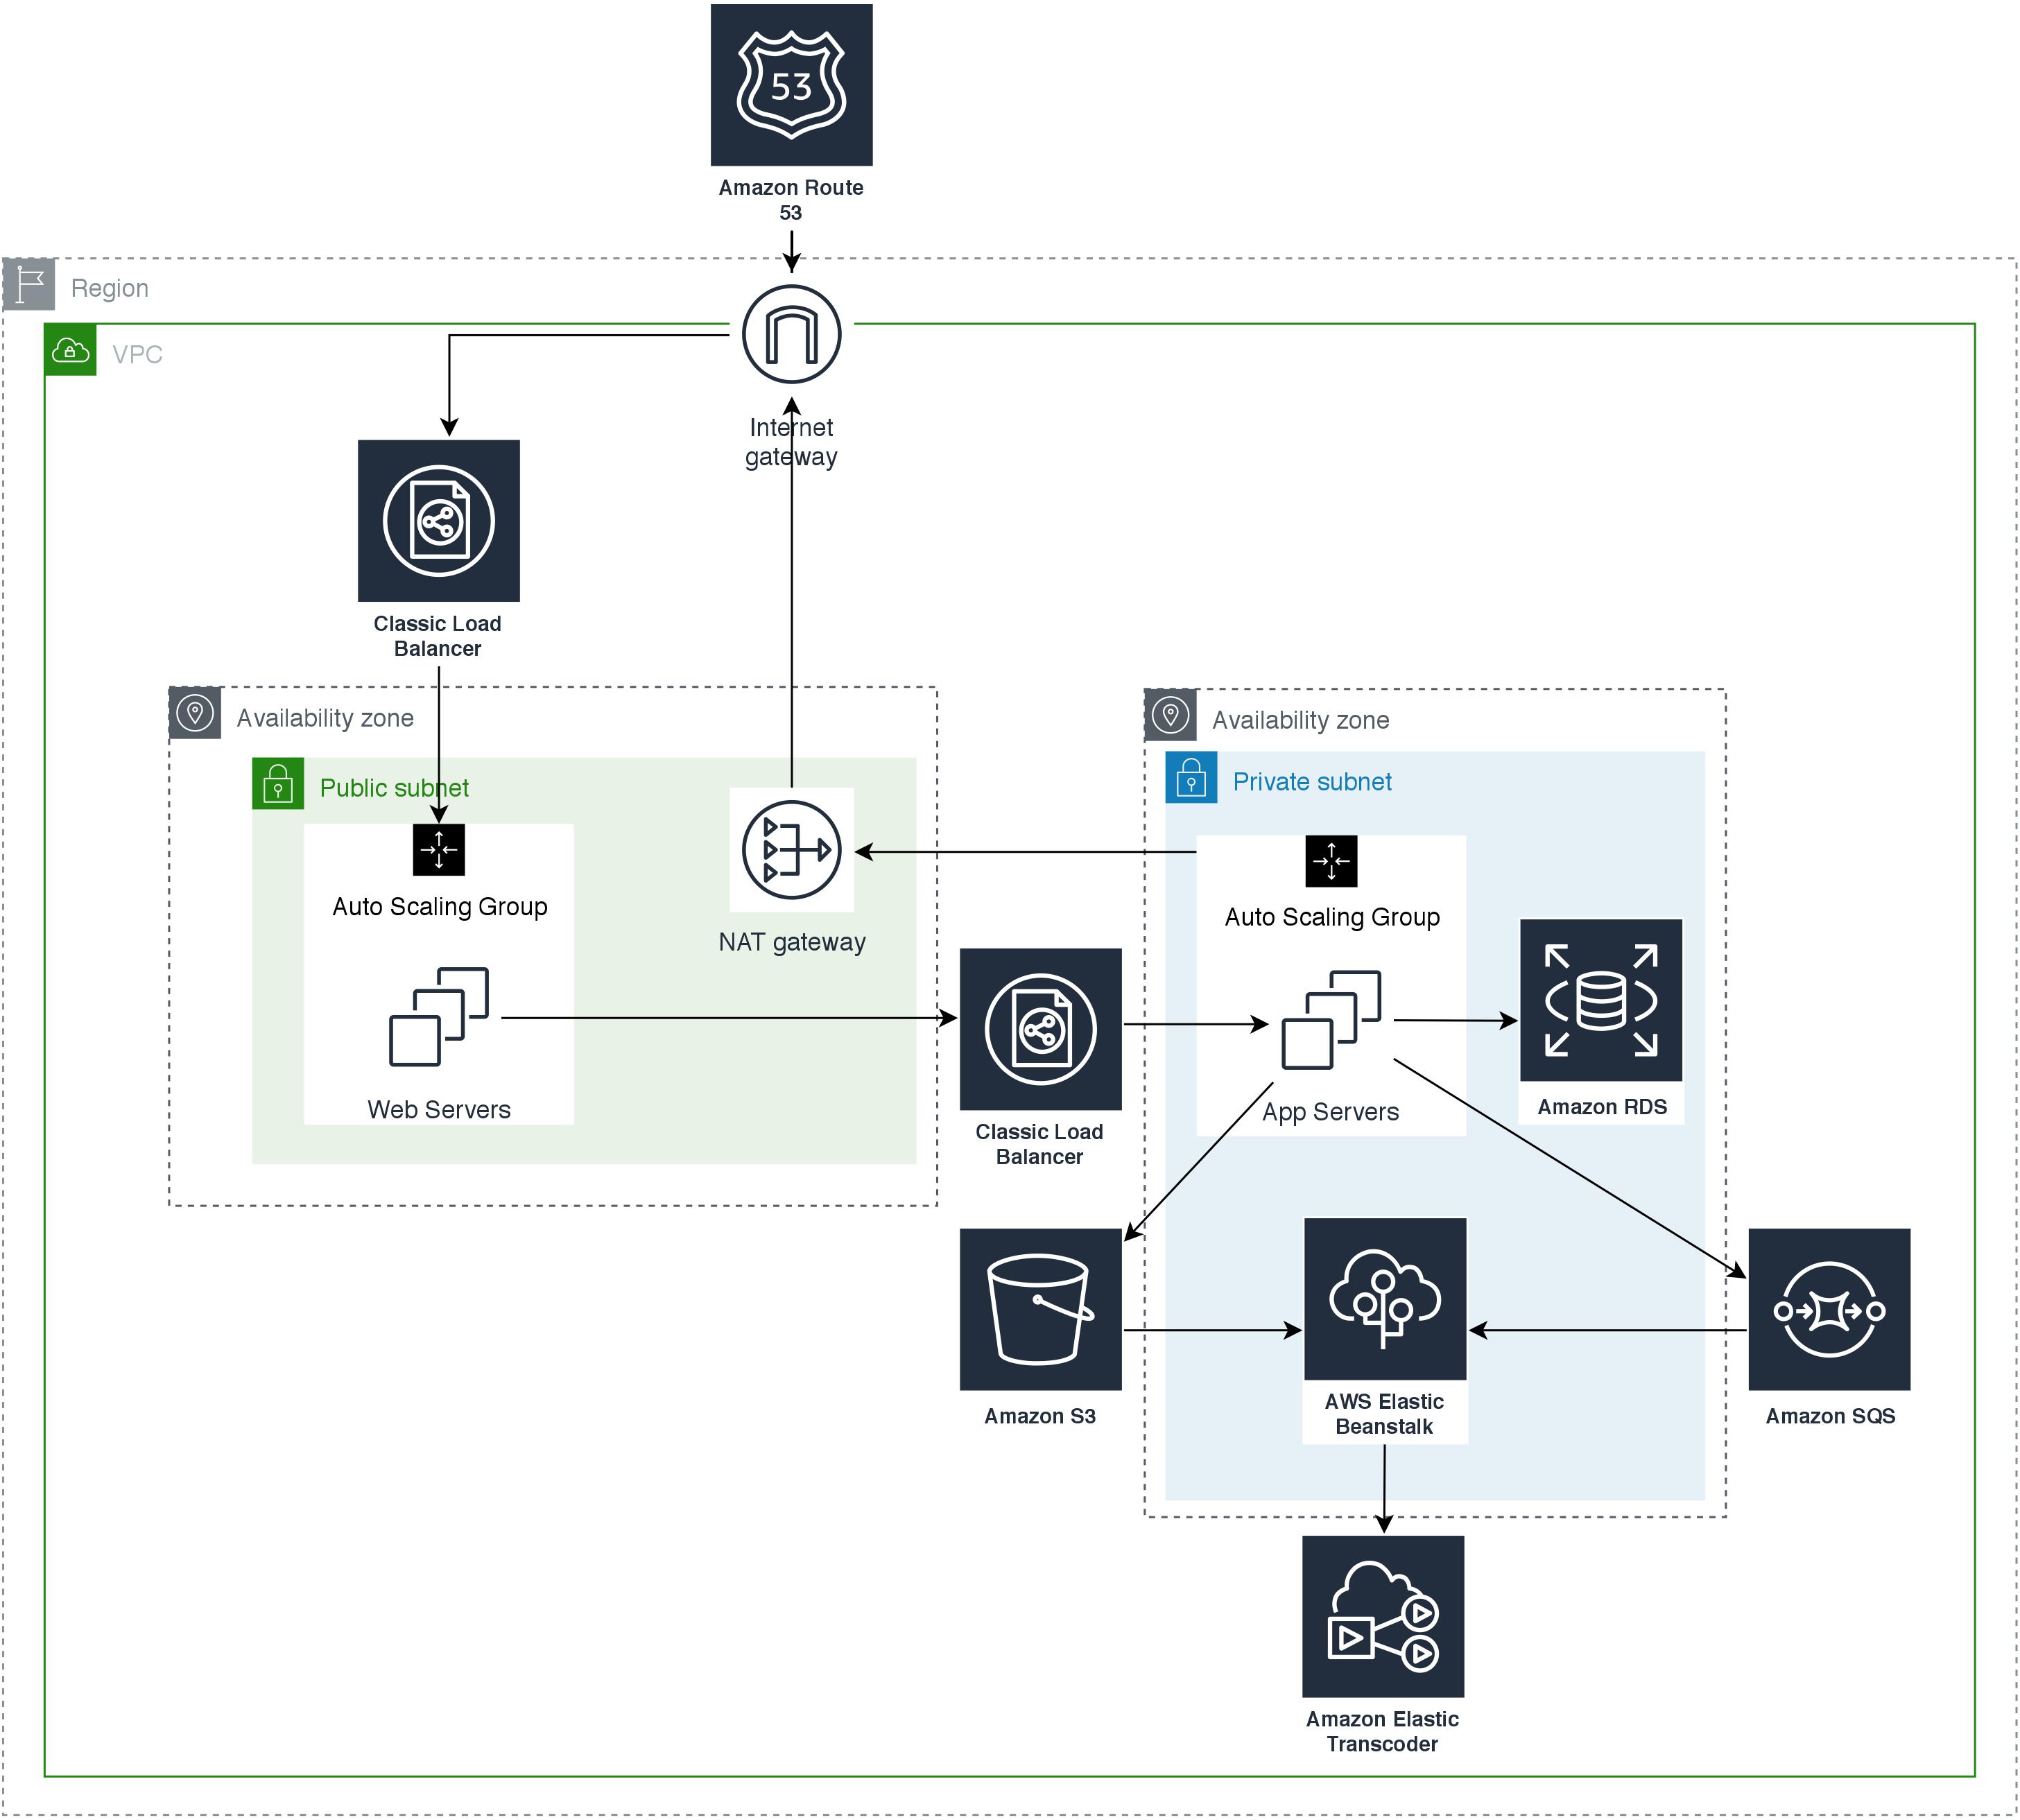 53
Amazon Route
53
Region
VPC
Internet
gateway
Classic Load
Balancer
Availability zone
Public subnet
Auto Scaling Group
Web Servers
NAT gateway
Classic Load
Balancer
Availability zone
Private subnet
Auto Scaling Group
App Servers
Amazon RDS
Amazon S3
AWS Elastic
Beanstalk
Amazon SQS
Amazon Elastic
Transcoder